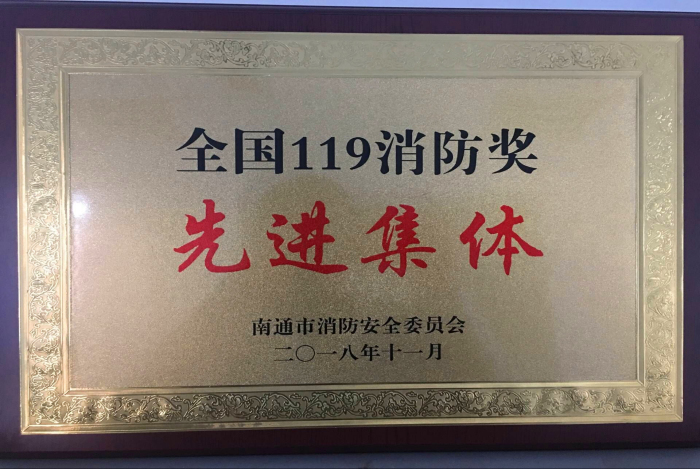 全国119消防奖
先进集体
南通市消防安全委员会
二〇一八年十一月